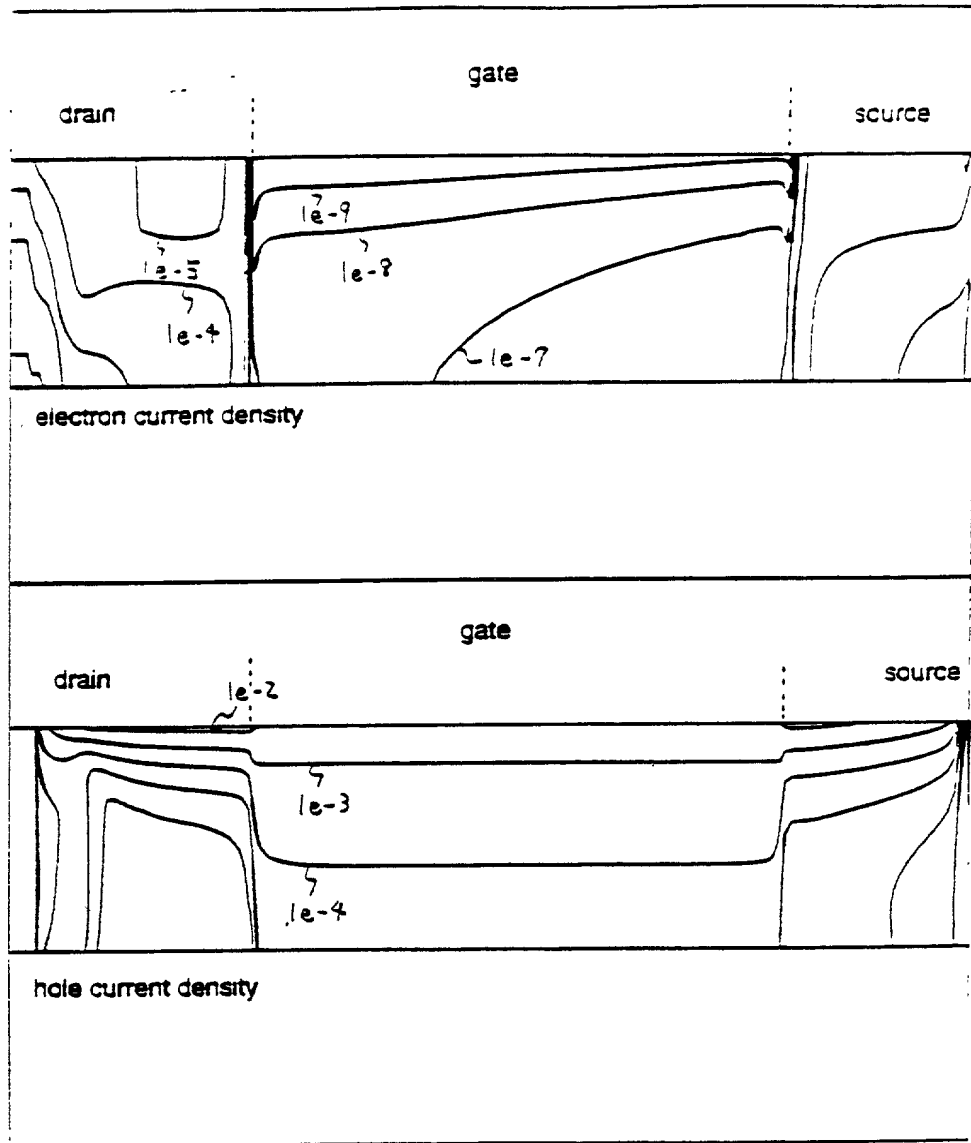 gate
drain
source
1e-9
1e-8
1e-5
1e-4
1e-7
electron current density
gate
drain
source
1e-2
1e-3
1e-4
hole current density